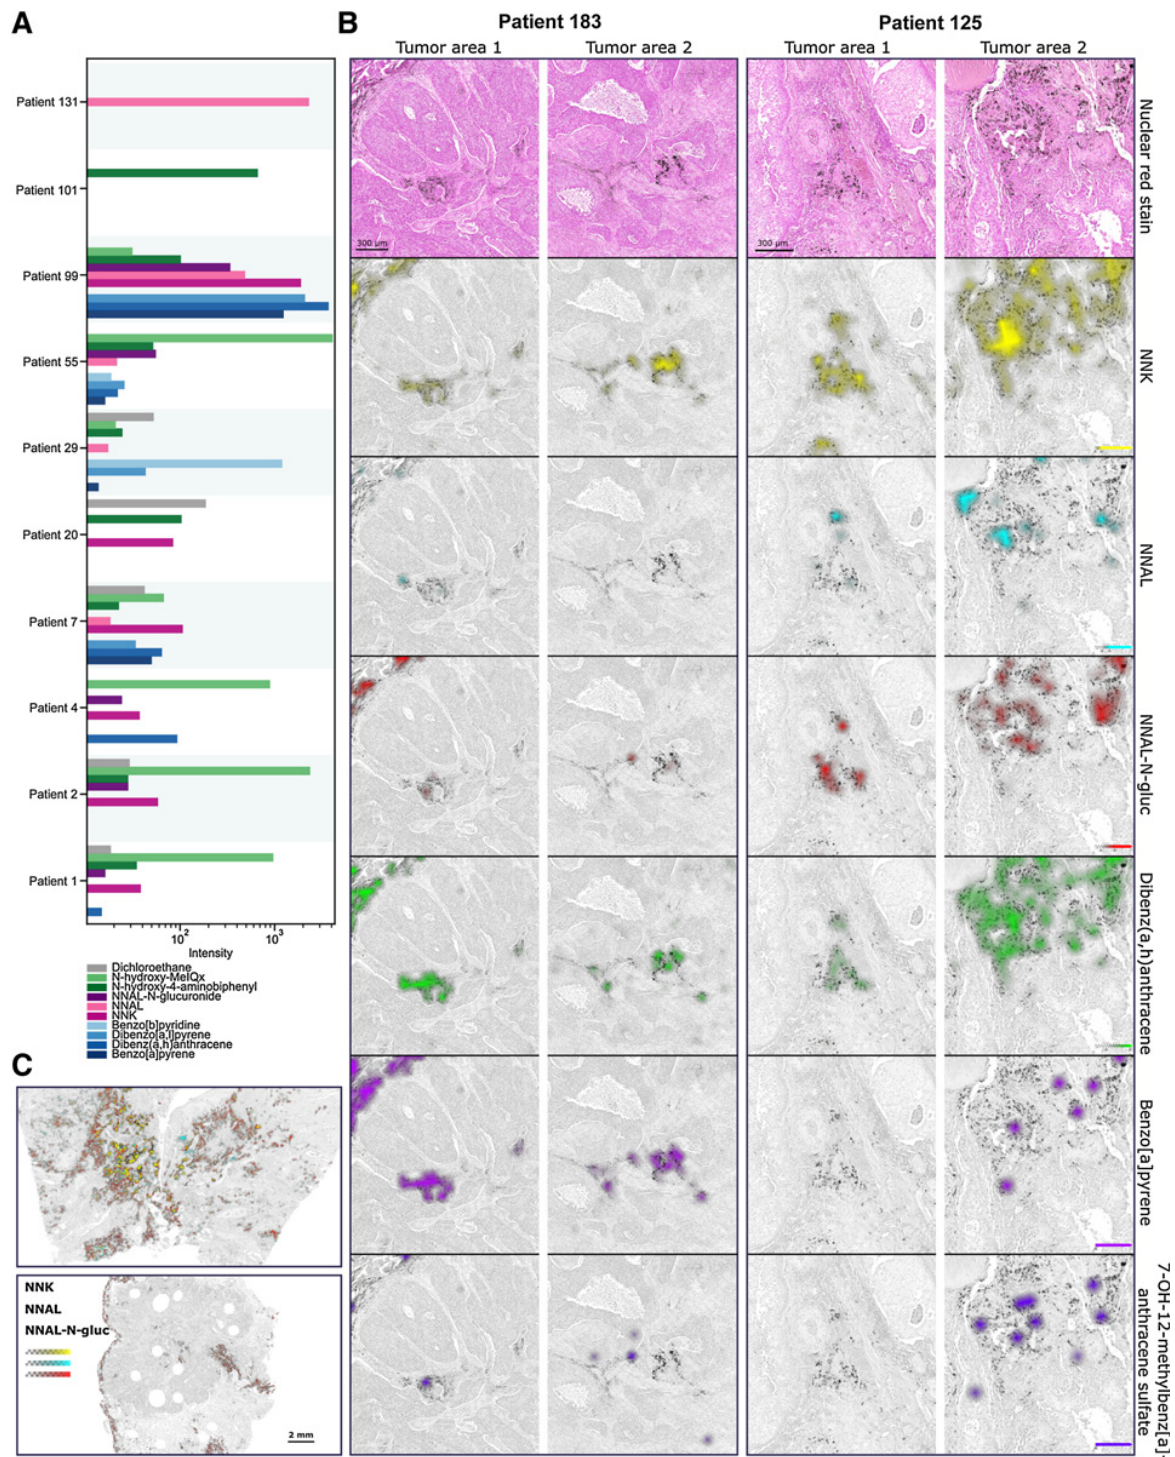 A
B
Patient 183
Patient 125
Tumor area 1
Tumor area 2
Tumor area 1
Tumor area 2
Patient 131
Patient 101
Patient 99
Patient 55
Patient 29
Patient 20
Patient 7
Patient 4
Patient 2
Patient 1
10²
10³
Intensity
Dichloroethane
N-hydroxy-MelQx
N-hydroxy-4-aminobiphenyl
NNAL-N-glucuronide
NNAL
NNK
Benzo[b]pyridine
Dibenzo[a,l]pyrene
Dibenz(a,h)anthracene
Benzo[a]pyrene
300 µm
300 µm
Nuclear red stain
NNK
NNAL
NNAL-N-gluc
Dibenz(a,h)anthracene
Benzo[a]pyrene
7-OH-12-methylbenz[a]-
anthracene sulfate
C
NNK
NNAL
NNAL-N-gluc
2 mm